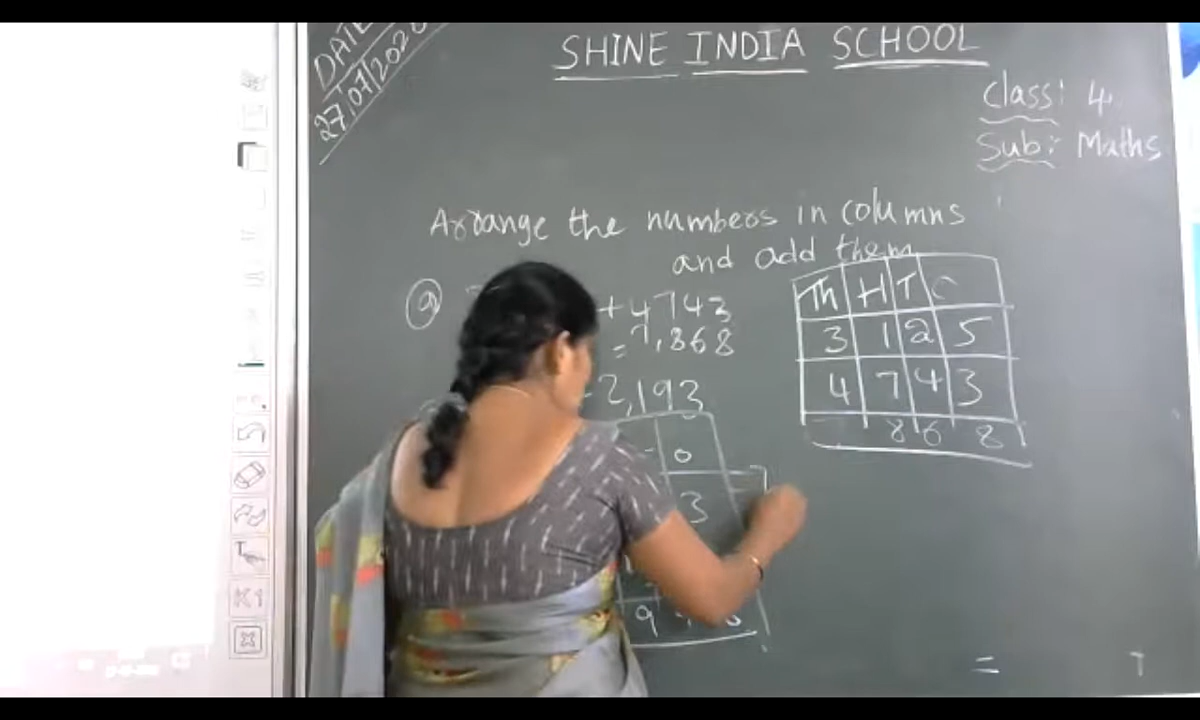 DATE
27/07/2020
SHINE INDIA SCHOOL
Class: 4
Sub: Maths
Arrange the numbers in columns
and add them
a
+4743
= 7,868
2,193
Th H T O
3 1 2 5
4 7 4 3
8 6 8
0
3
9
=
T
K1